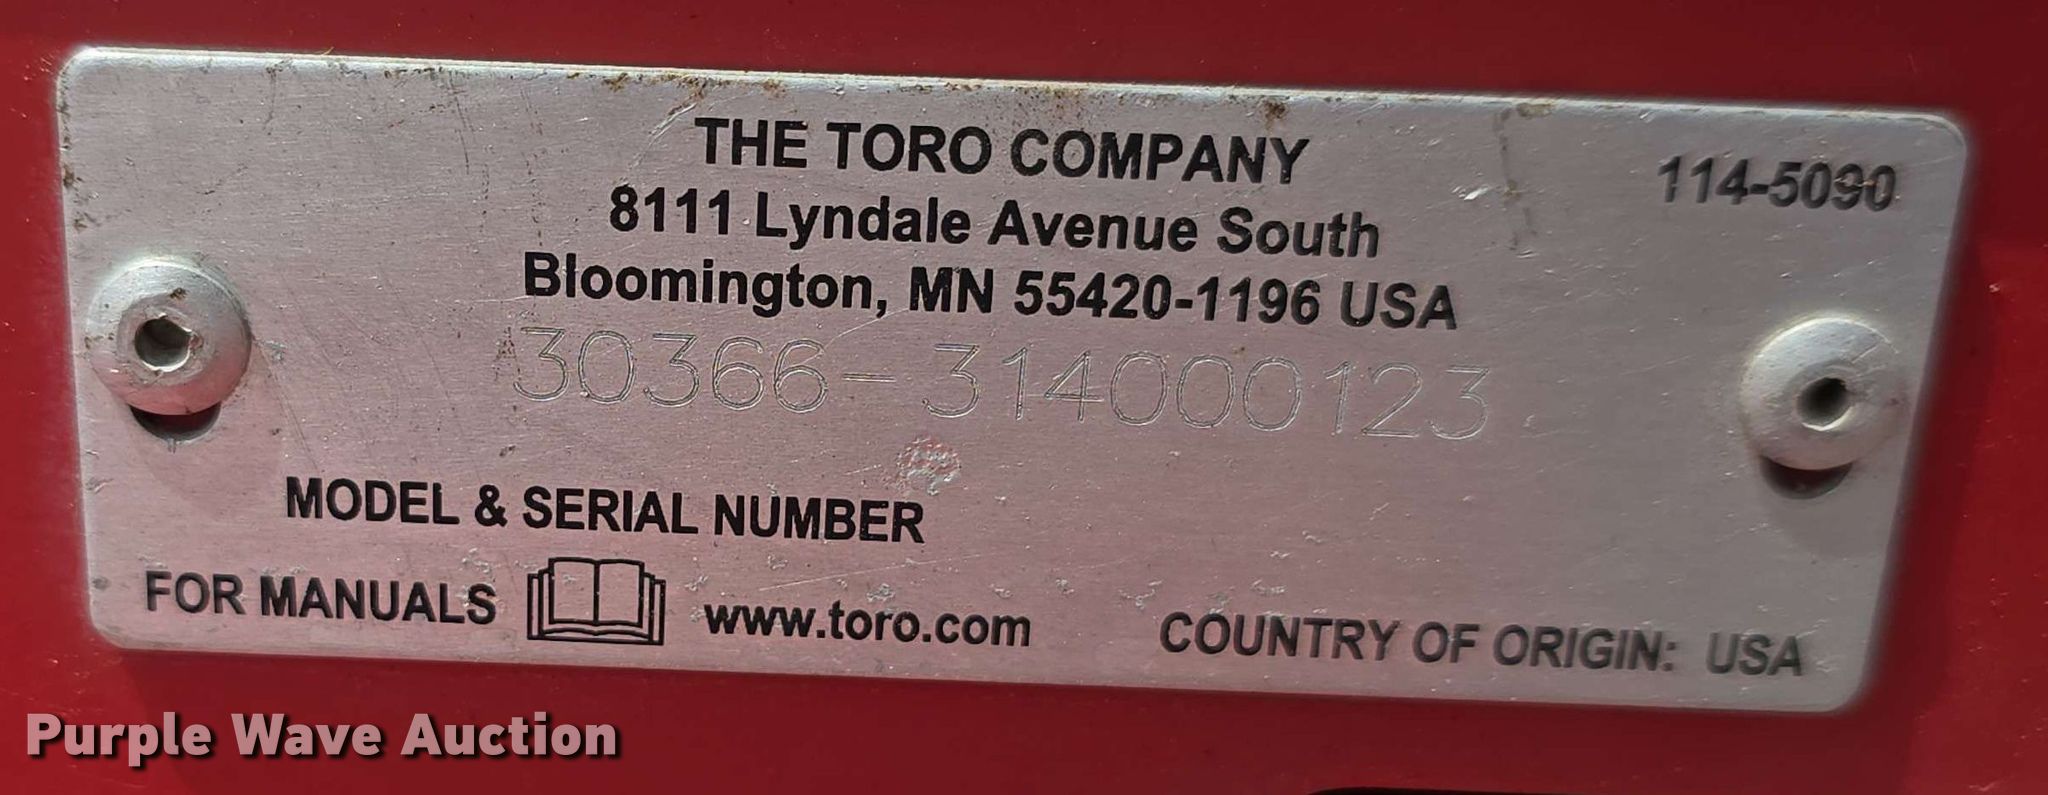 THE TORO COMPANY
114-5090
8111 Lyndale Avenue South
Bloomington, MN 55420-1196 USA
30366-314000123
MODEL & SERIAL NUMBER
FOR MANUALS www.toro.com
COUNTRY OF ORIGIN: USA
Purple Wave Auction